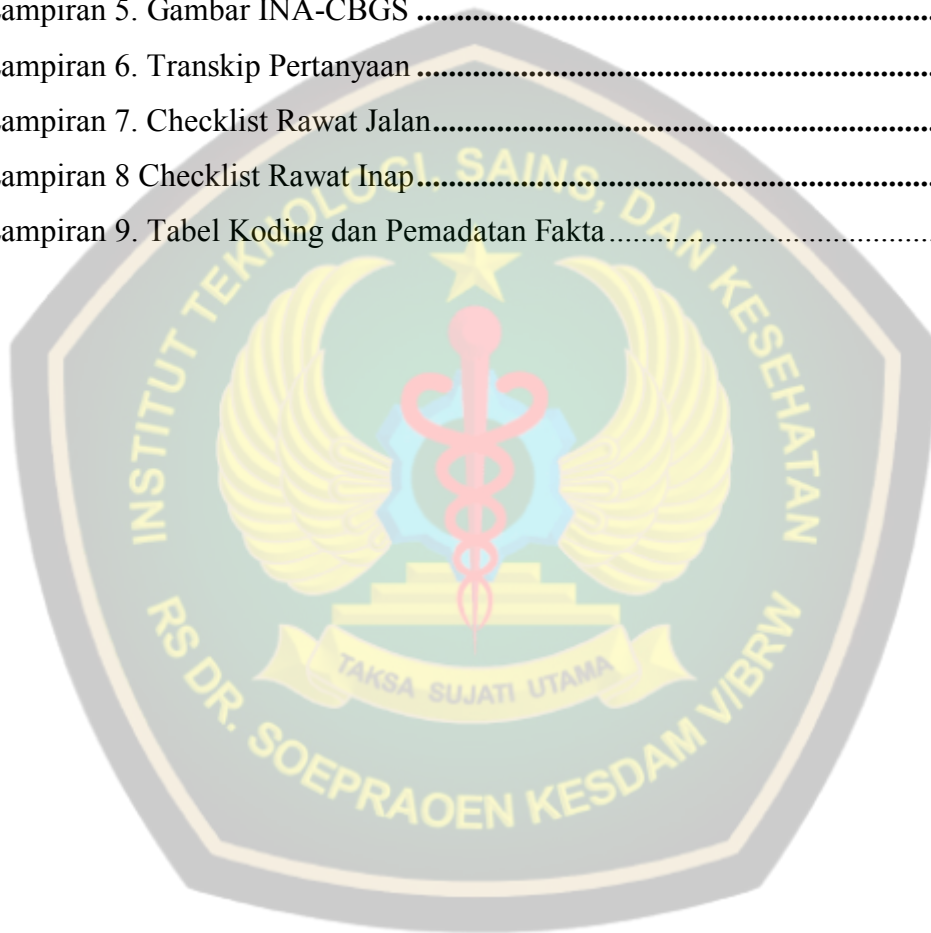 ampiran 5. Gambar INA-CBGS ................................................................
ampiran 6. Transkip Pertanyaan ................................................................
ampiran 7. Checklist Rawat Jalan................................................................
ampiran 8 Checklist Rawat Inap ................................................................
ampiran 9. Tabel Koding dan Pemadatan Fakta ........................................
INSTITUT TEKNOLOGI, SAINS, DAN KESEHATAN
TAKSA SUJATI UTAMA
RS DR. SOEPRAOEN KESDAM V/BRW